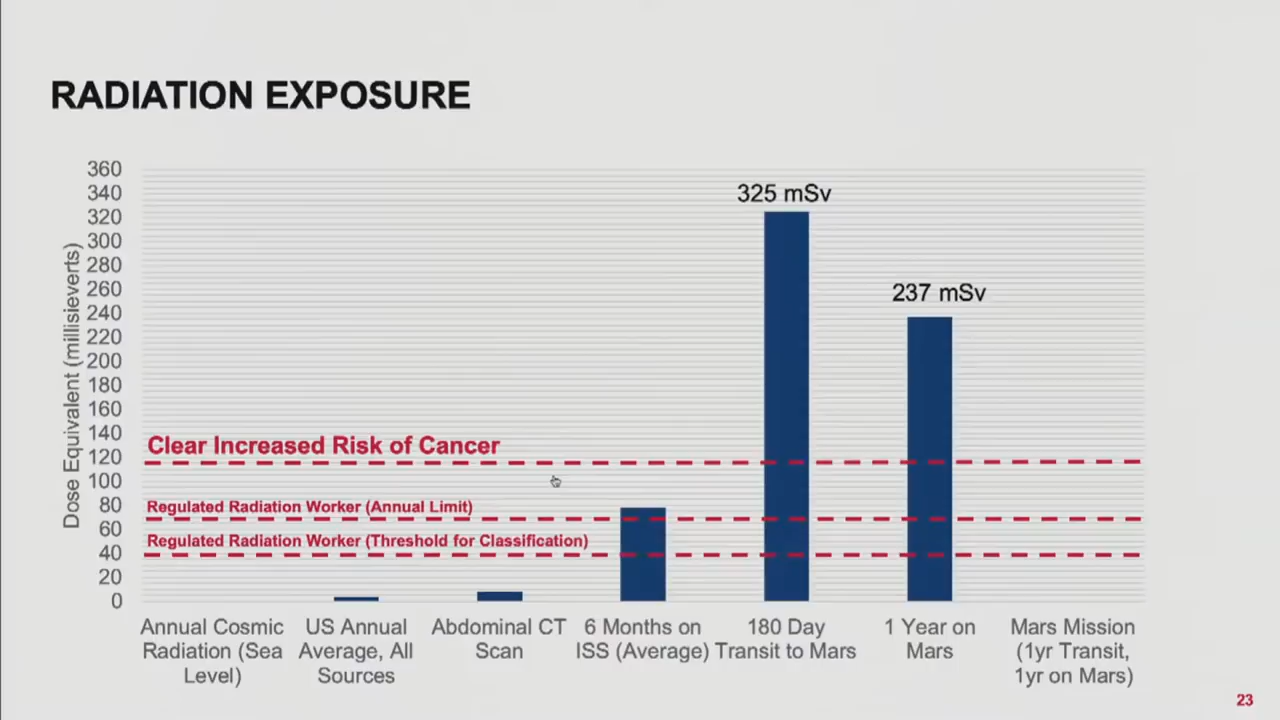 RADIATION EXPOSURE
Dose Equivalent (millisieverts)
360
340
320
300
280
260
240
220
200
180
160
140
120
100
80
60
40
20
0
325 mSv
237 mSv
Clear Increased Risk of Cancer
Regulated Radiation Worker (Annual Limit)
Regulated Radiation Worker (Threshold for Classification)
Annual Cosmic
Radiation (Sea
Level)
US Annual
Average, All
Sources
Abdominal CT
Scan
6 Months on
ISS (Average)
180 Day
Transit to Mars
1 Year on
Mars
Mars Mission
(1yr Transit,
1yr on Mars)
23